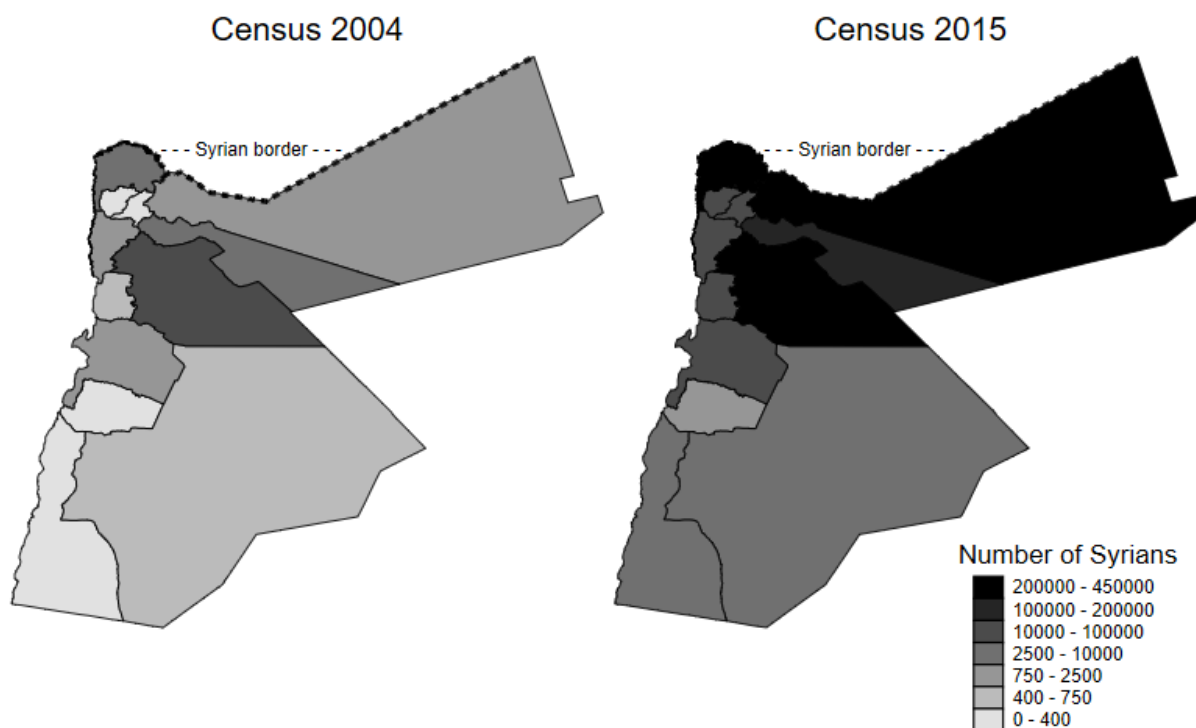 Census 2004
Census 2015
--- Syrian border ---
--- Syrian border ---
Number of Syrians
200000 - 450000
100000 - 200000
10000 - 100000
2500 - 10000
750 - 2500
400 - 750
0 - 400